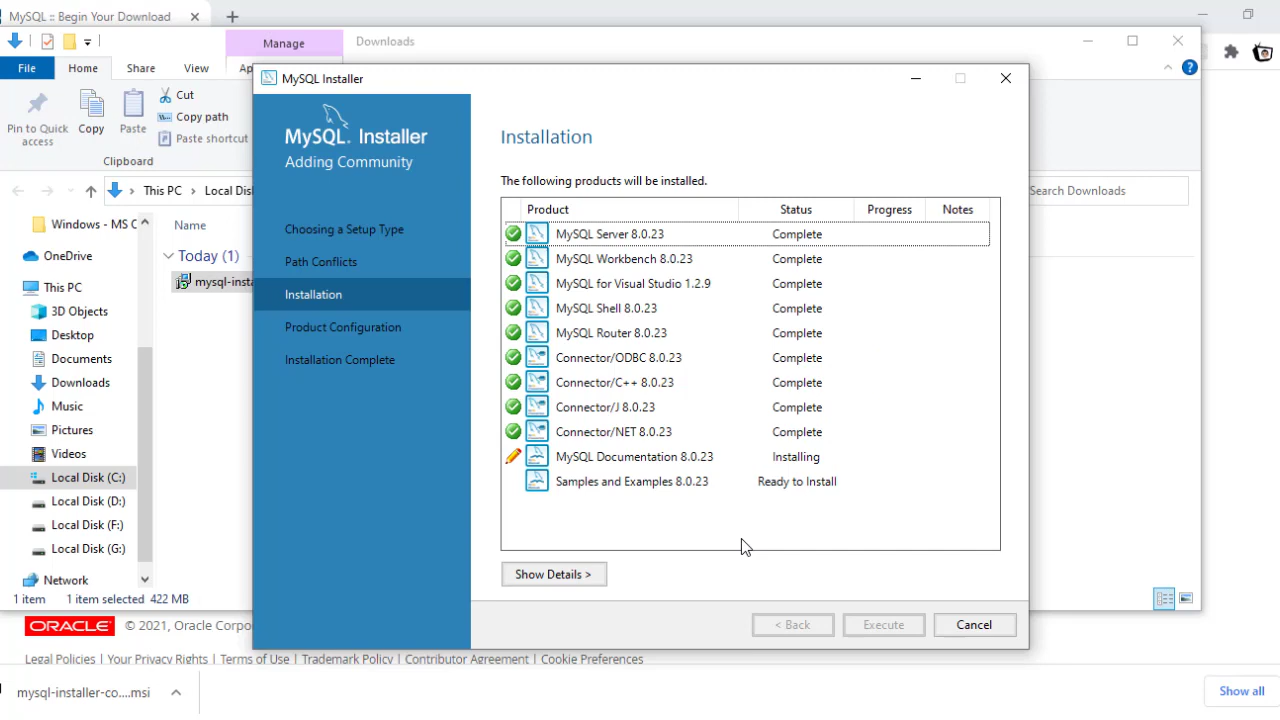 MySQL :: Begin Your Download
Manage
Downloads
File
Home
Share
View
Ap
Pin to Quick access
Copy
Paste
Cut
Copy path
Paste shortcut
Clipboard
This PC
Local Dis
Search Downloads
Windows - MS C
OneDrive
This PC
3D Objects
Desktop
Documents
Downloads
Music
Pictures
Videos
Local Disk (C:)
Local Disk (D:)
Local Disk (F:)
Local Disk (G:)
Network
Name
Today (1)
mysql-insta
1 item
1 item selected 422 MB
MySQL Installer
MySQL. Installer
Adding Community
Choosing a Setup Type
Path Conflicts
Installation
Product Configuration
Installation Complete
Installation
The following products will be installed.
Product Status Progress Notes
MySQL Server 8.0.23 Complete
MySQL Workbench 8.0.23 Complete
MySQL for Visual Studio 1.2.9 Complete
MySQL Shell 8.0.23 Complete
MySQL Router 8.0.23 Complete
Connector/ODBC 8.0.23 Complete
Connector/C++ 8.0.23 Complete
Connector/J 8.0.23 Complete
Connector/NET 8.0.23 Complete
MySQL Documentation 8.0.23 Installing
Samples and Examples 8.0.23 Ready to Install
Show Details >
< Back
Execute
Cancel
ORACLE © 2021, Oracle Corpor
Legal Policies | Your Privacy Rights | Terms of Use | Trademark Policy | Contributor Agreement | Cookie Preferences
mysql-installer-co....msi
Show all